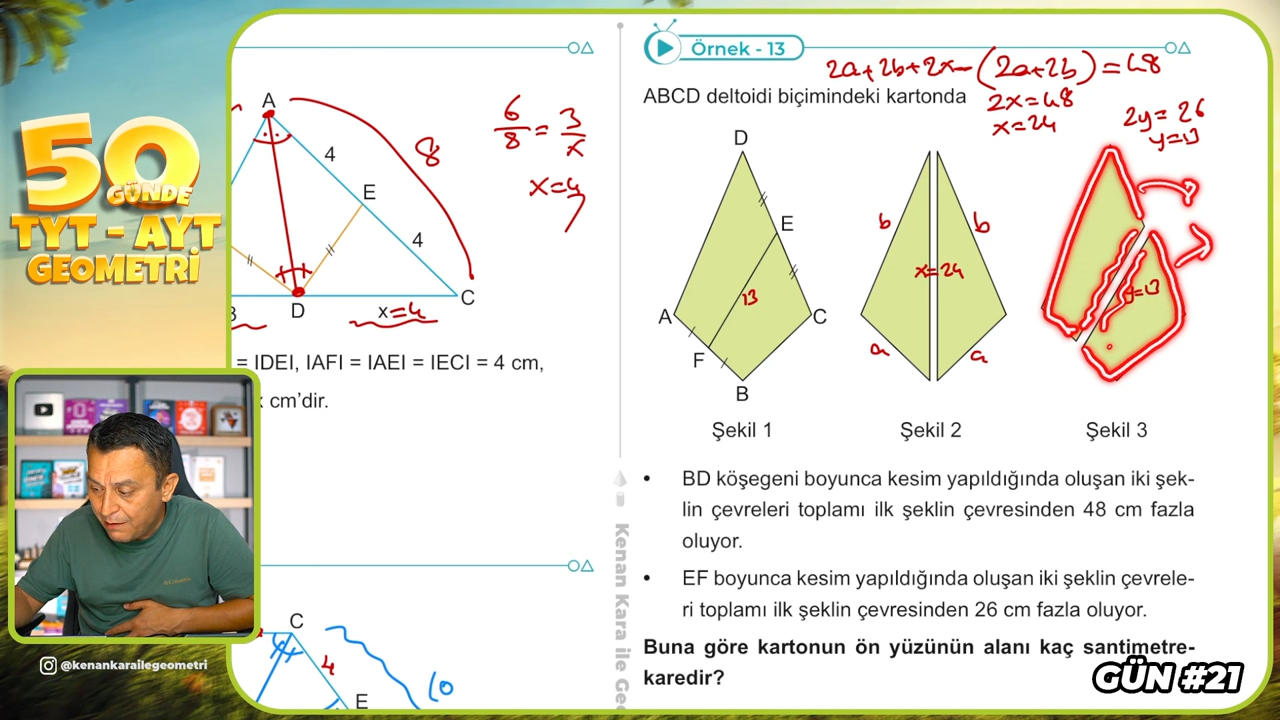 50
GÜNDE
TYT - AYT
GEOMETRİ
@kenankarailegeometri
A
4
8
E
4
D
x=4
C
6/8 = 3/x
x=4
= IDEI, IAFI = IAEI = IECI = 4 cm,
cm'dir.
C
4
E
10
Kenan Kara ile Ge
Örnek - 13
2a+2b+2x-(2a+2b)=48
ABCD deltoidi biçimindeki kartonda
2x=48
x=24
2y=26
y=13
D
E
13
A
C
F
B
b
b
x=24
a
a
y=13
Şekil 1
Şekil 2
Şekil 3
• BD köşegeni boyunca kesim yapıldığında oluşan iki şek-
lin çevreleri toplamı ilk şeklin çevresinden 48 cm fazla
oluyor.
• EF boyunca kesim yapıldığında oluşan iki şeklin çevrele-
ri toplamı ilk şeklin çevresinden 26 cm fazla oluyor.
Buna göre kartonun ön yüzünün alanı kaç santimetre-
karedir?
GÜN #21